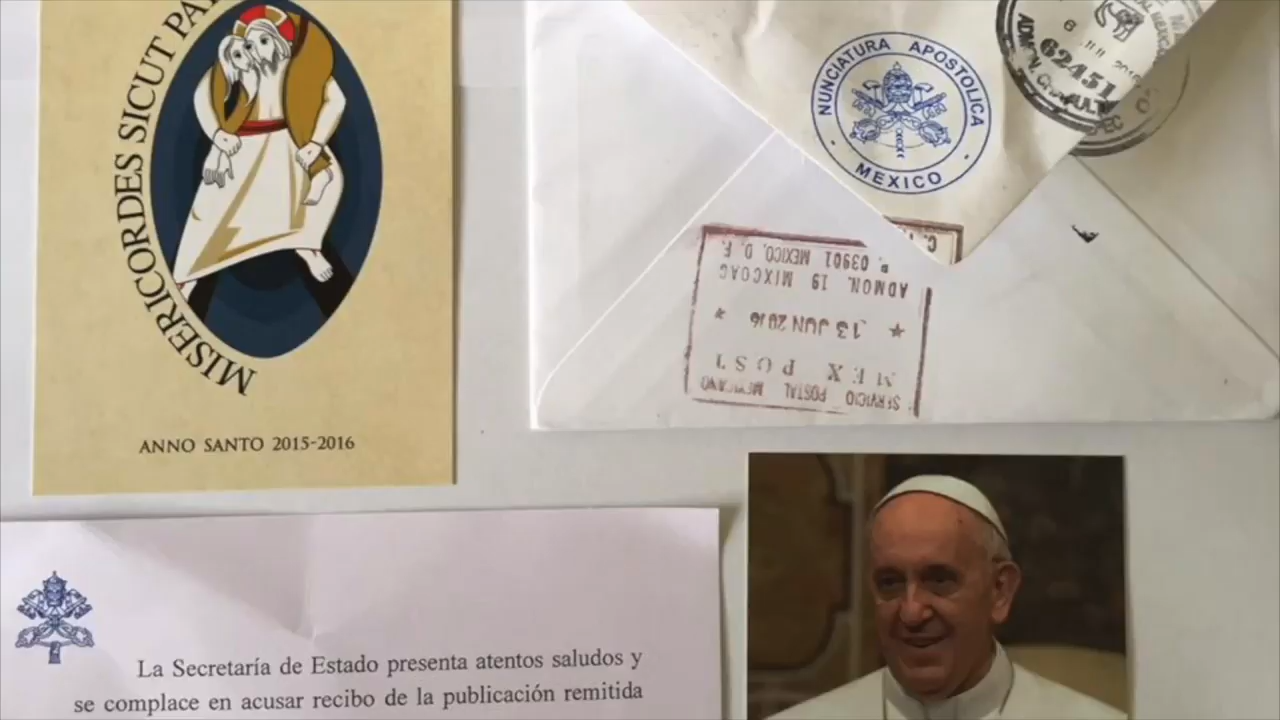 MISERICORDES SICUT PA
ANNO SANTO 2015-2016
NUNCIATURA APOSTOLICA
MEXICO
62451
SERVICIO POSTAL MEXICANO
MEXPOST
★ 13 JUN 2016 ★
ADMON. 19 MIXCOAC
03901 MEXICO, D. F.
La Secretaría de Estado presenta atentos saludos y
se complace en acusar recibo de la publicación remitida